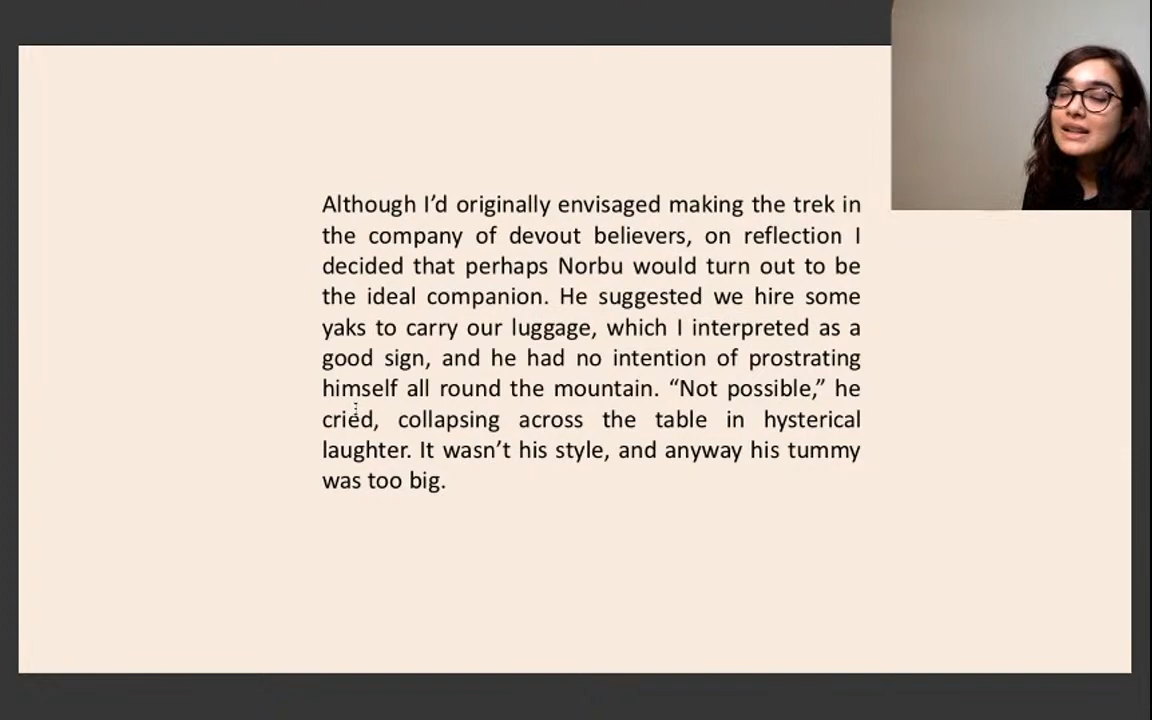 Although I’d originally envisaged making the trek in
the company of devout believers, on reflection I
decided that perhaps Norbu would turn out to be
the ideal companion. He suggested we hire some
yaks to carry our luggage, which I interpreted as a
good sign, and he had no intention of prostrating
himself all round the mountain. “Not possible,” he
cried, collapsing across the table in hysterical
laughter. It wasn’t his style, and anyway his tummy
was too big.